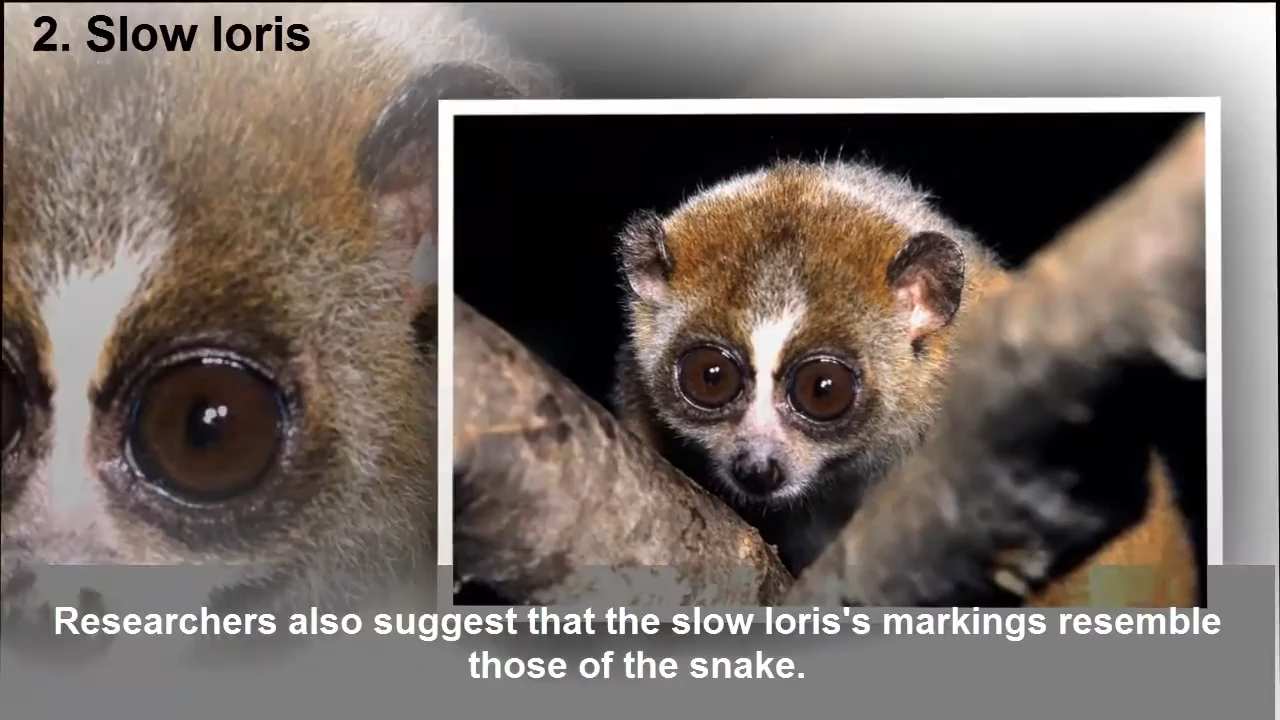 2. Slow loris
Researchers also suggest that the slow loris's markings resemble
those of the snake.